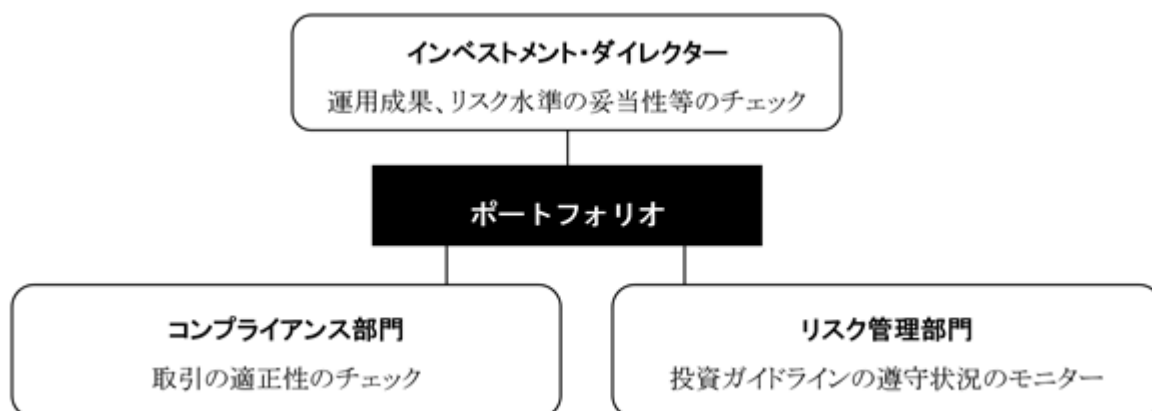 インベストメント・ダイレクター
運用成果、リスク水準の妥当性等のチェック
ポートフォリオ
コンプライアンス部門
取引の適正性のチェック
リスク管理部門
投資ガイドラインの遵守状況のモニター